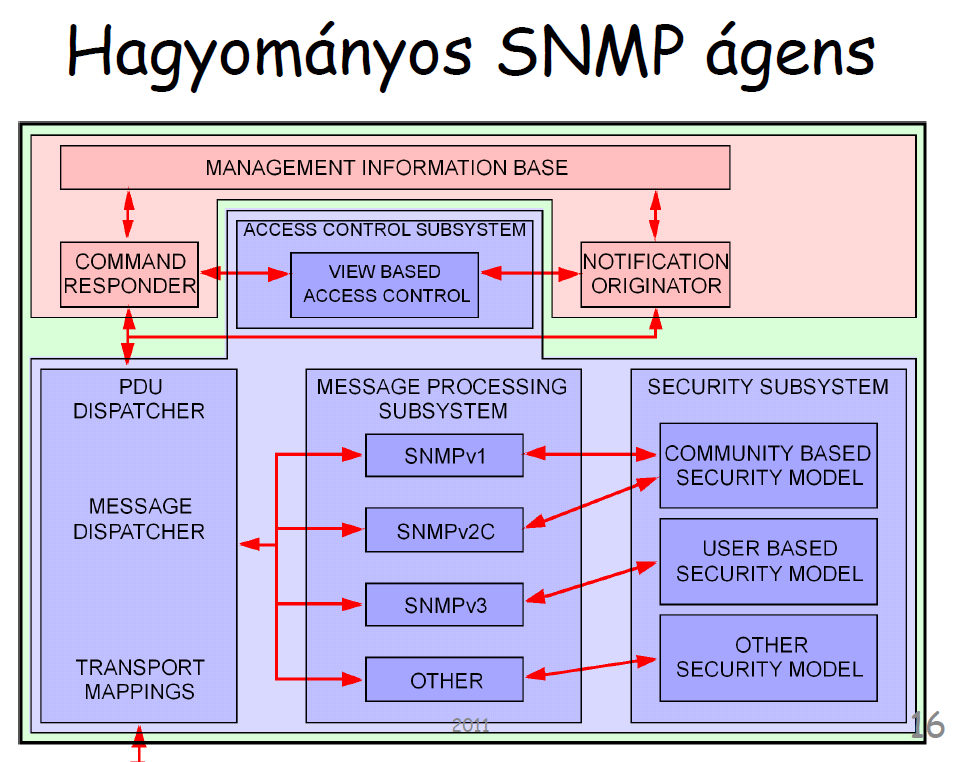 Hagyományos SNMP ágens
MANAGEMENT INFORMATION BASE
ACCESS CONTROL SUBSYSTEM
COMMAND
RESPONDER
VIEW BASED
ACCESS CONTROL
NOTIFICATION
ORIGINATOR
PDU
DISPATCHER
MESSAGE
DISPATCHER
TRANSPORT
MAPPINGS
MESSAGE PROCESSING
SUBSYSTEM
SNMPv1
SNMPv2C
SNMPv3
OTHER
SECURITY SUBSYSTEM
COMMUNITY BASED
SECURITY MODEL
USER BASED
SECURITY MODEL
OTHER
SECURITY MODEL
2011
16